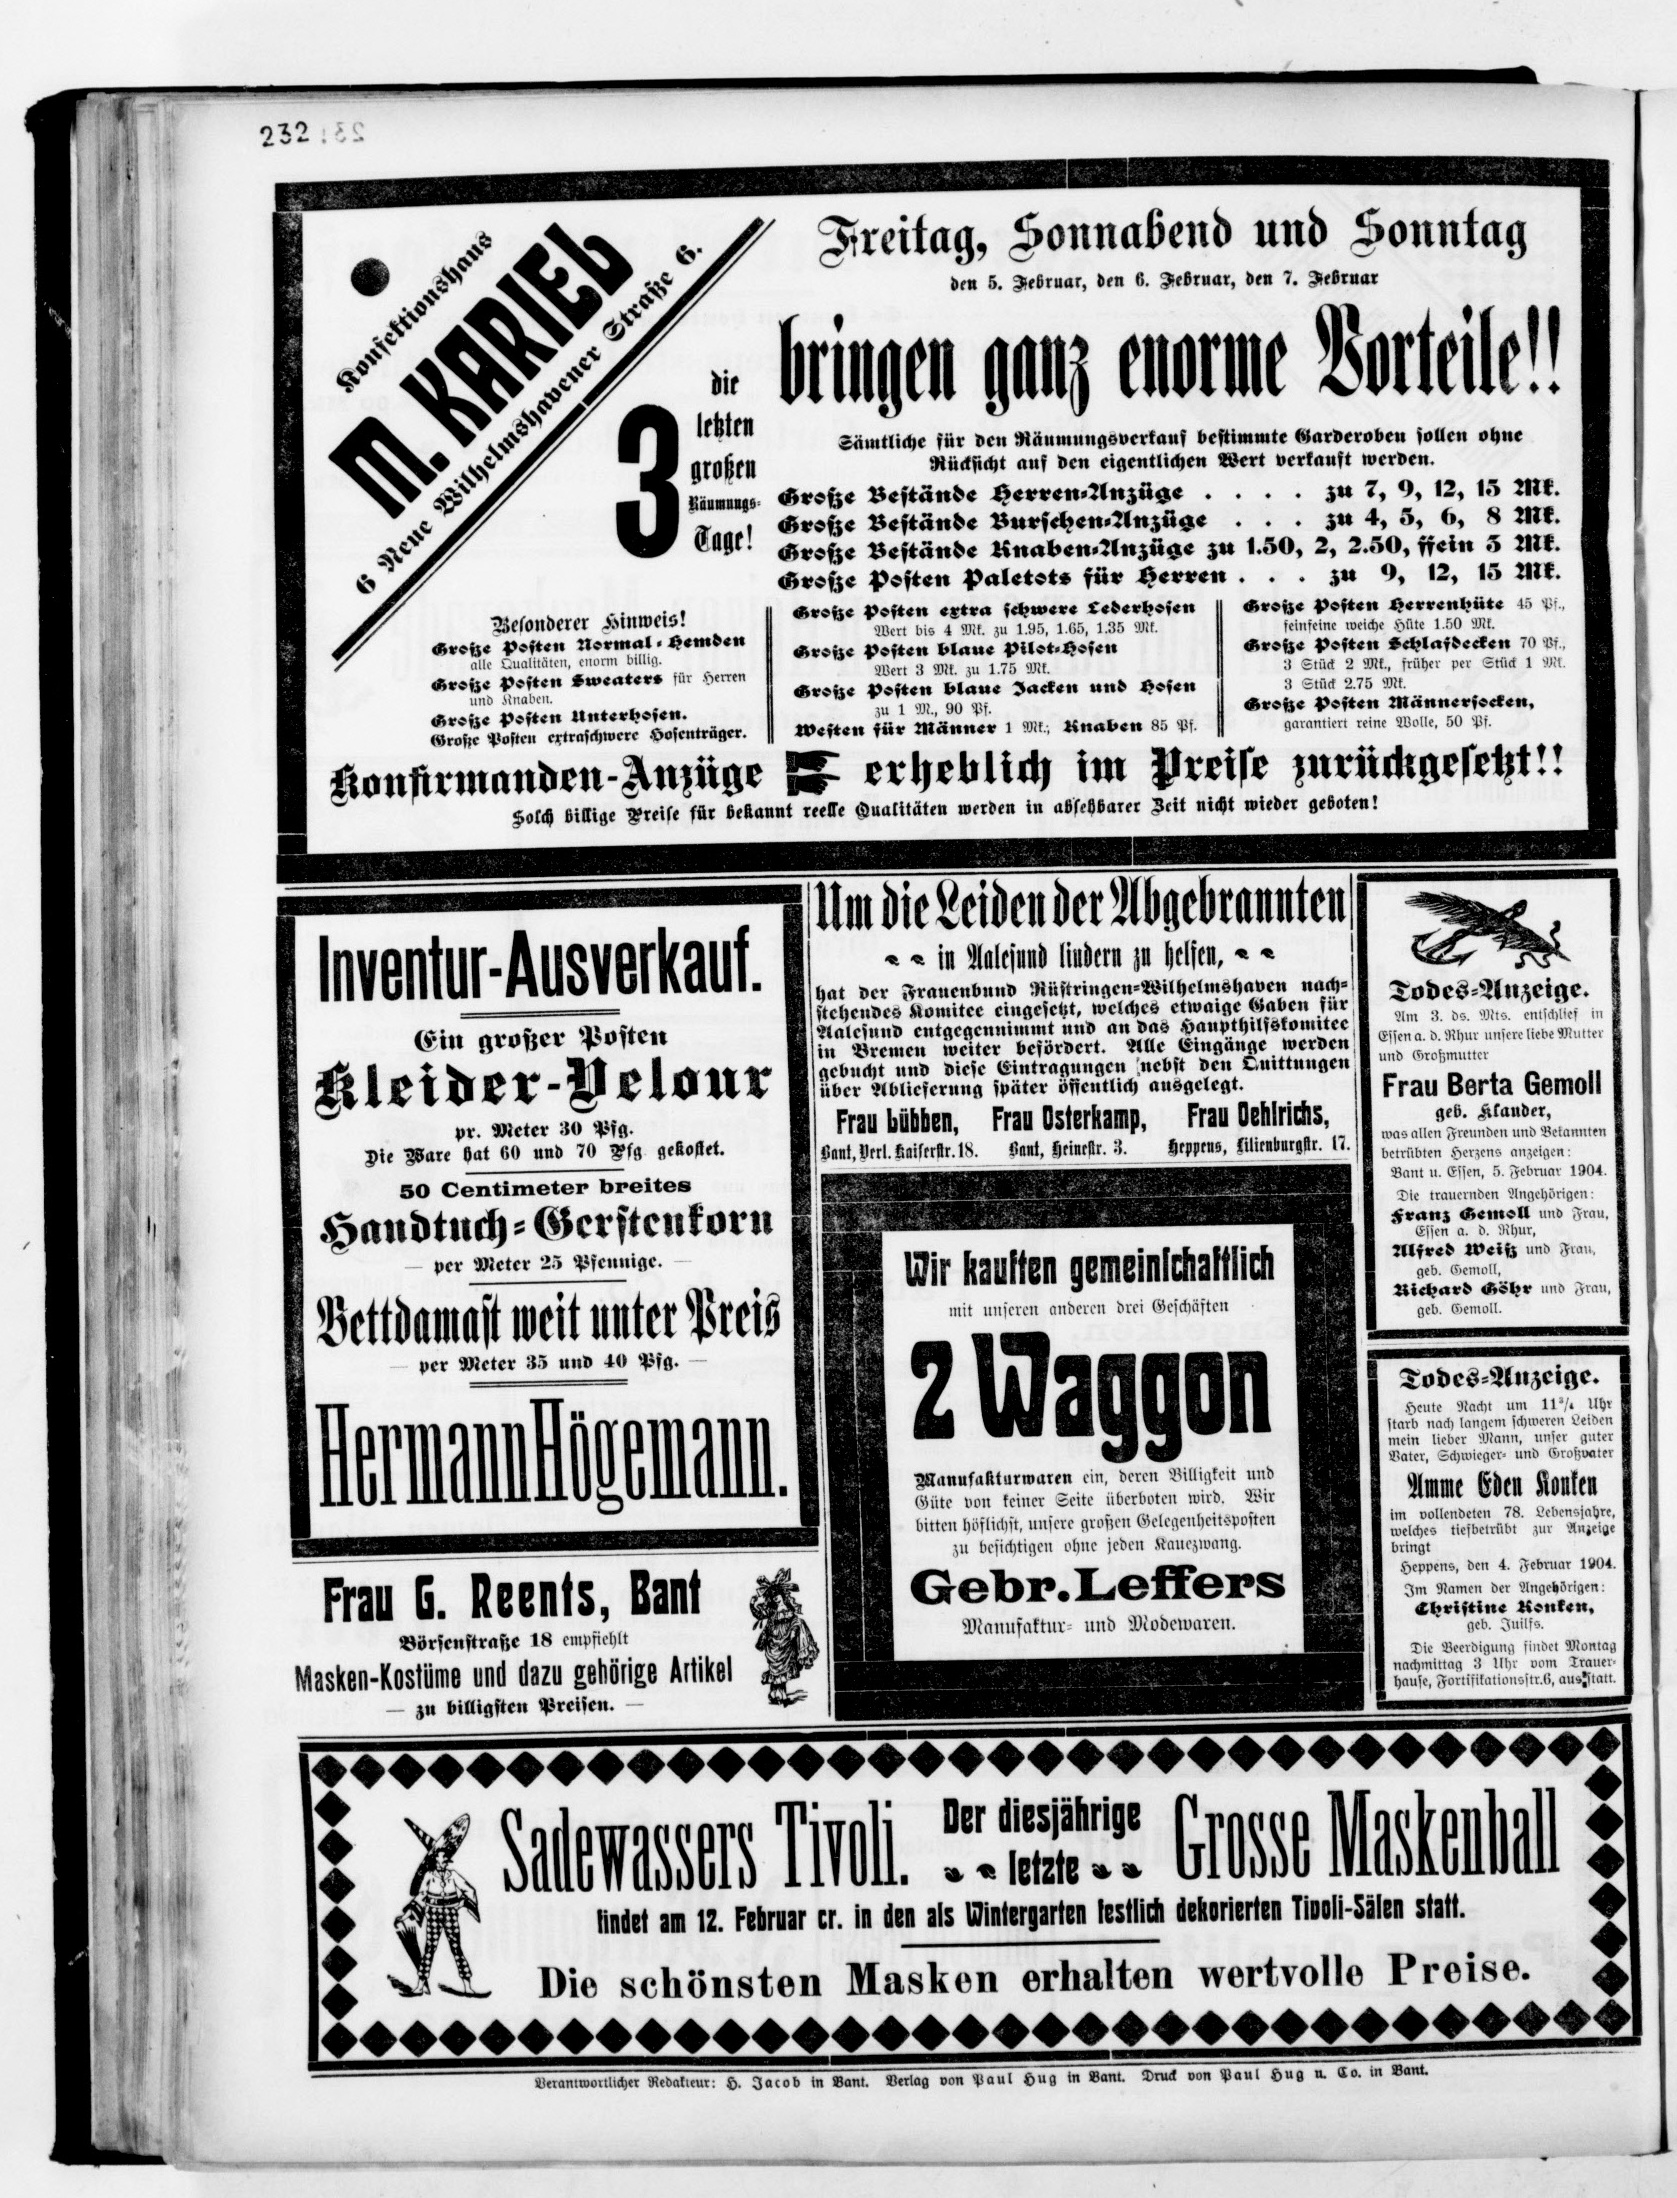 232
Konfektionshaus
M. KARIEL
6 Neue Wilhelmshavener Straße 6.
3
die
letzten
großen
Räumungs-
Tage!
Freitag, Sonnabend und Sonntag
den 5. Februar, den 6. Februar, den 7. Februar
bringen ganz enorme Vorteile!!
Sämtliche für den Räumungsverkauf bestimmte Garderoben sollen ohne
Rücksicht auf den eigentlichen Wert verkauft werden.
Große Bestände Herren-Anzüge . . . . zu 7, 9, 12, 15 Mk.
Große Bestände Burschen-Anzüge . . . zu 4, 5, 6, 8 Mk.
Große Bestände Knaben-Anzüge zu 1.50, 2, 2.50, ffein 5 Mk.
Große Posten Paletots für Herren . . . zu 9, 12, 15 Mk.
Besonderer Hinweis!
Große Posten Normal-Hemden
alle Qualitäten, enorm billig.
Große Posten Sweaters für Herren
und Knaben.
Große Posten Unterhosen.
Große Posten extraschwere Hosenträger.
Große Posten extra schwere Lederhosen
Wert bis 4 Mk. zu 1.95, 1.65, 1.35 Mk.
Große Posten blaue Pilot-Hosen
Wert 3 Mk. zu 1.75 Mk.
Große Posten blaue Jacken und Hosen
zu 1 M., 90 Pf.
Westen für Männer 1 Mk.; Knaben 85 Pf.
Große Posten Herrenhüte 45 Pf.,
feinfeine weiche Hüte 1.50 Mk.
Große Posten Schlafdecken 70 Pf.,
3 Stück 2 Mk., früher per Stück 1 Mk.
3 Stück 2.75 Mk.
Große Posten Männersocken,
garantiert reine Wolle, 50 Pf.
Konfirmanden-Anzüge erheblich im Preise zurückgesetzt!!
Solch billige Preise für bekannt reelle Qualitäten werden in absehbarer Zeit nicht wieder geboten!
Inventur-Ausverkauf.
Ein großer Posten
Kleider-Velour
pr. Meter 30 Pfg.
Die Ware hat 60 und 70 Pfg gekostet.
50 Centimeter breites
Handtuch-Gerstenkorn
— per Meter 25 Pfennige. —
Bettdamast weit unter Preis
— per Meter 35 und 40 Pfg. —
Hermann Högemann.
Frau G. Reents, Bant
Börsenstraße 18 empfiehlt
Masken-Kostüme und dazu gehörige Artikel
— zu billigsten Preisen. —
Um die Leiden der Abgebrannten
in Aalesund lindern zu helfen,
hat der Frauenbund Rüstringen-Wilhelmshaven nach-
stehendes Komitee eingesetzt, welches etwaige Gaben für
Aalesund entgegennimmt und an das Haupthilfskomitee
in Bremen weiter befördert. Alle Eingänge werden
gebucht und diese Eintragungen nebst den Quittungen
über Ablieferung später öffentlich ausgelegt.
Frau Lübben, Frau Osterkamp, Frau Oehlrichs,
Bant, Verl. Kaiserstr. 18. Bant, Heinestr. 3. Heppens, Lilienburgstr. 17.
Wir kauften gemeinschaftlich
mit unseren anderen drei Geschäften
2 Waggon
Manufakturwaren ein, deren Billigkeit und
Güte von keiner Seite überboten wird. Wir
bitten höflichst, unsere großen Gelegenheitsposten
zu besichtigen ohne jeden Kauezwang.
Gebr. Leffers
Manufaktur- und Modewaren.
Todes-Anzeige.
Am 3. ds. Mts. entschlief in
Essen a. d. Rhur unsere liebe Mutter
und Großmutter
Frau Berta Gemoll
geb. Klander,
was allen Freunden und Bekannten
betrübten Herzens anzeigen:
Bant u. Essen, 5. Februar 1904.
Die trauernden Angehörigen:
Franz Gemoll und Frau,
Essen a. d. Rhur,
Alfred Weiß und Frau,
geb. Gemoll,
Richard Göhr und Frau,
geb. Gemoll.
Todes-Anzeige.
Heute Nacht um 11¾ Uhr
starb nach langem schweren Leiden
mein lieber Mann, unser guter
Vater, Schwieger- und Großvater
Amme Eden Konken
im vollendeten 78. Lebensjahre,
welches tiefbetrübt zur Anzeige
bringt
Heppens, den 4. Februar 1904.
Im Namen der Angehörigen:
Christine Konken,
geb. Juilfs.
Die Beerdigung findet Montag
nachmittag 3 Uhr vom Trauer-
hause, Fortifikationsstr. 6, aus statt.
Sadewassers Tivoli. Der diesjährige letzte Grosse Maskenball
findet am 12. Februar cr. in den als Wintergarten festlich dekorierten Tivoli-Sälen statt.
Die schönsten Masken erhalten wertvolle Preise.
Verantwortlicher Redakteur: H. Jacob in Bant. Verlag von Paul Hug in Bant. Druck von Paul Hug u. Co. in Bant.